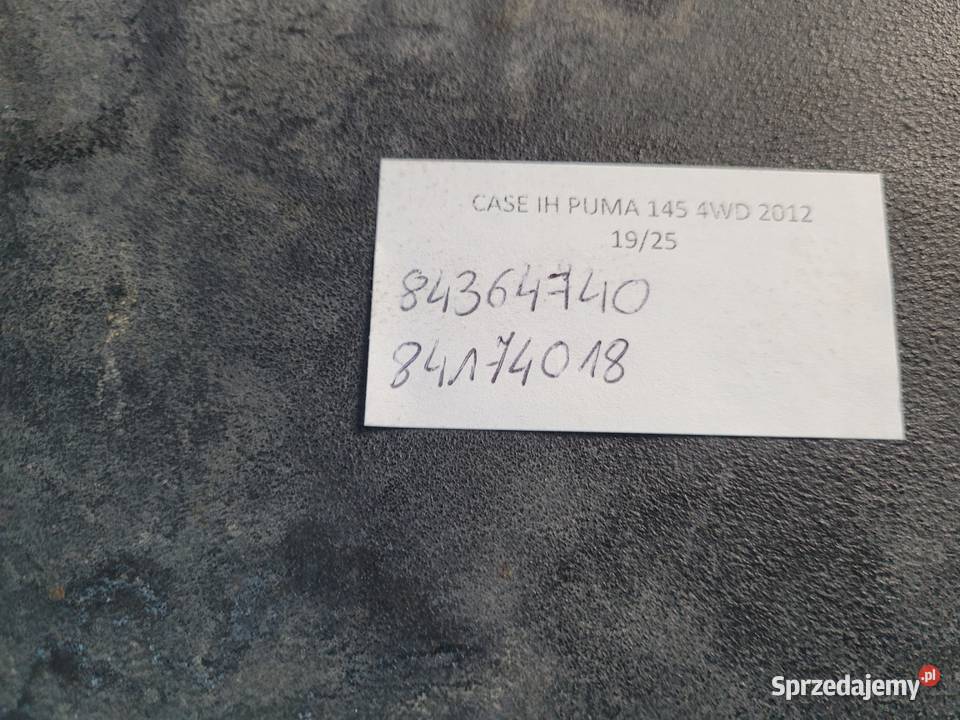 CASE IH PUMA 145 4WD 2012
19/25
84364740
84174018
Sprzedajemy.pl